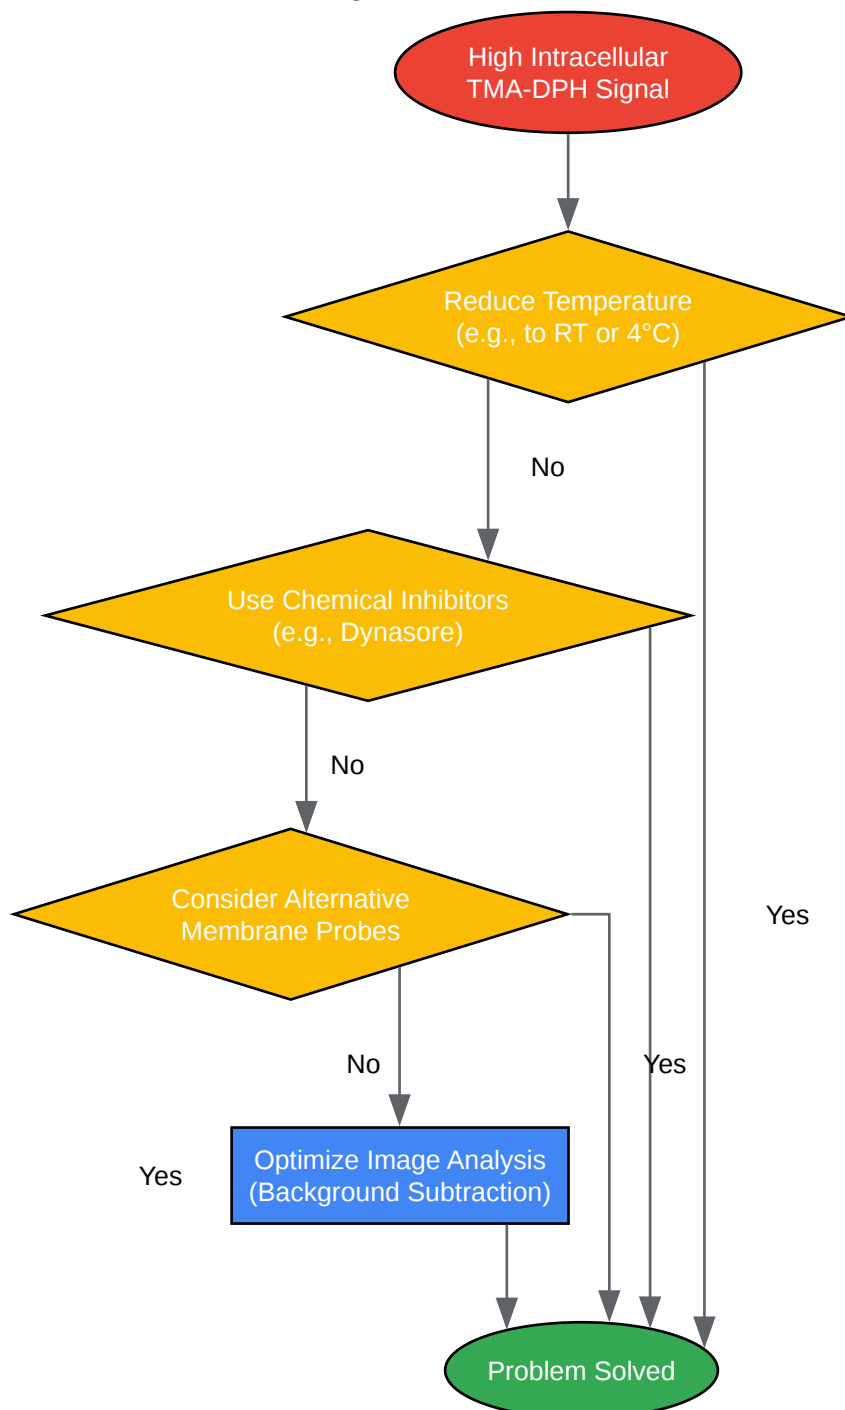 High Intracellular
TMA-DPH Signal
Reduce Temperature
(e.g., to RT or 4°C)
No
Use Chemical Inhibitors
(e.g., Dynasore)
No
Consider Alternative
Membrane Probes
Yes
No
Yes
Optimize Image Analysis
(Background Subtraction)
Yes
Problem Solved